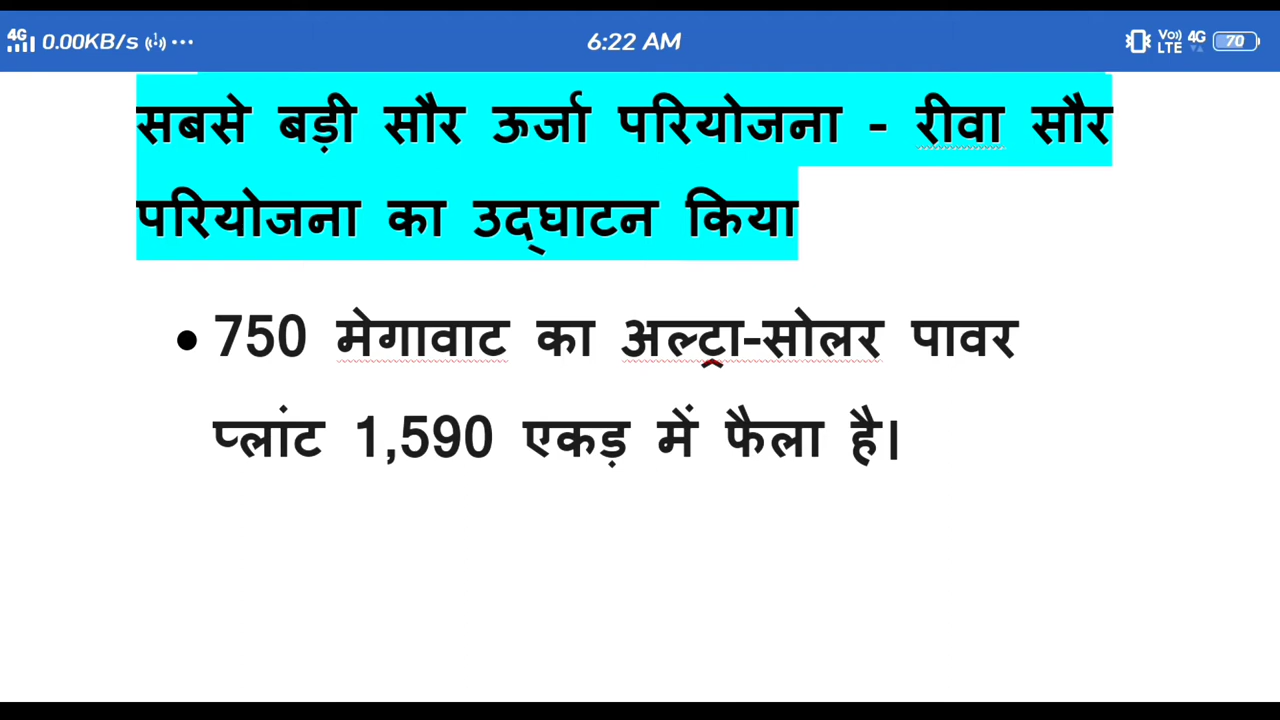 4G 0.00KB/s ... 6:22 AM Vo) LTE 4G 70
सबसे बड़ी सौर ऊर्जा परियोजना - रीवा सौर
परियोजना का उद्घाटन किया
• 750 मेगावाट का अल्ट्रा-सोलर पावर
प्लांट 1,590 एकड़ में फैला है।